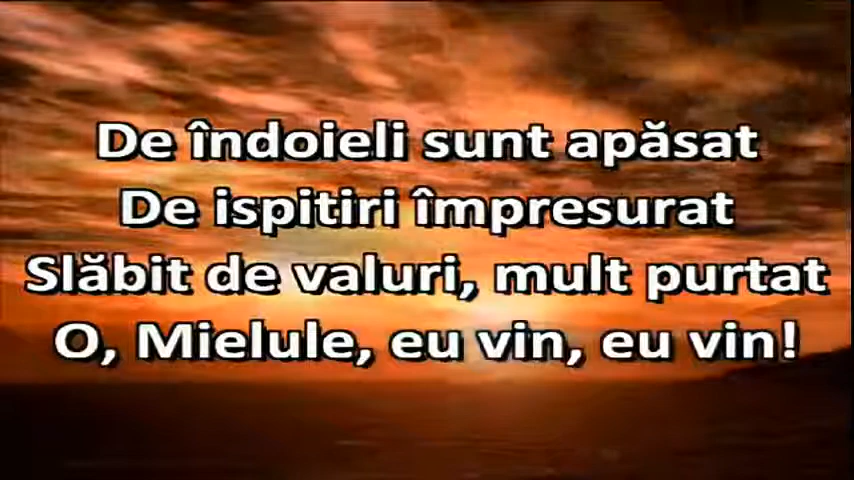 De îndoieli sunt apăsat
De ispitiri împresurat
Slăbit de valuri, mult purtat
O, Mielule, eu vin, eu vin!